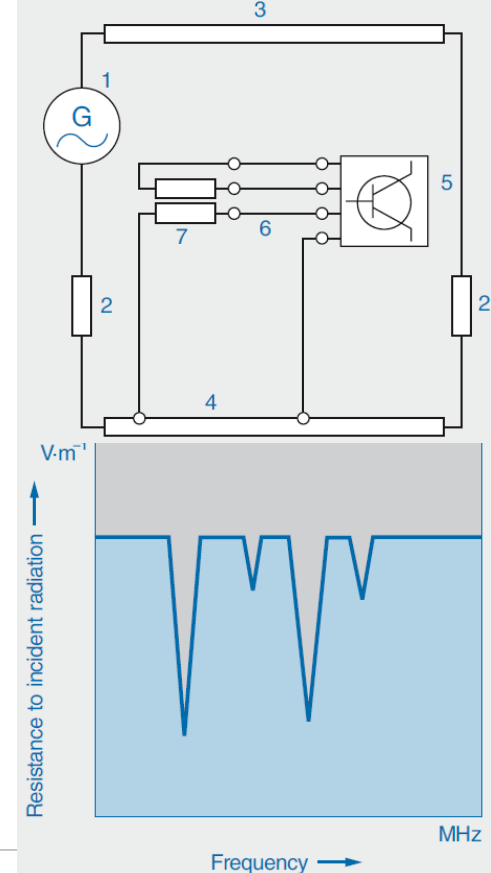 3
1
G
5
6
7
2
2
4
V·m⁻¹
Resistance to incident radiation
MHz
Frequency